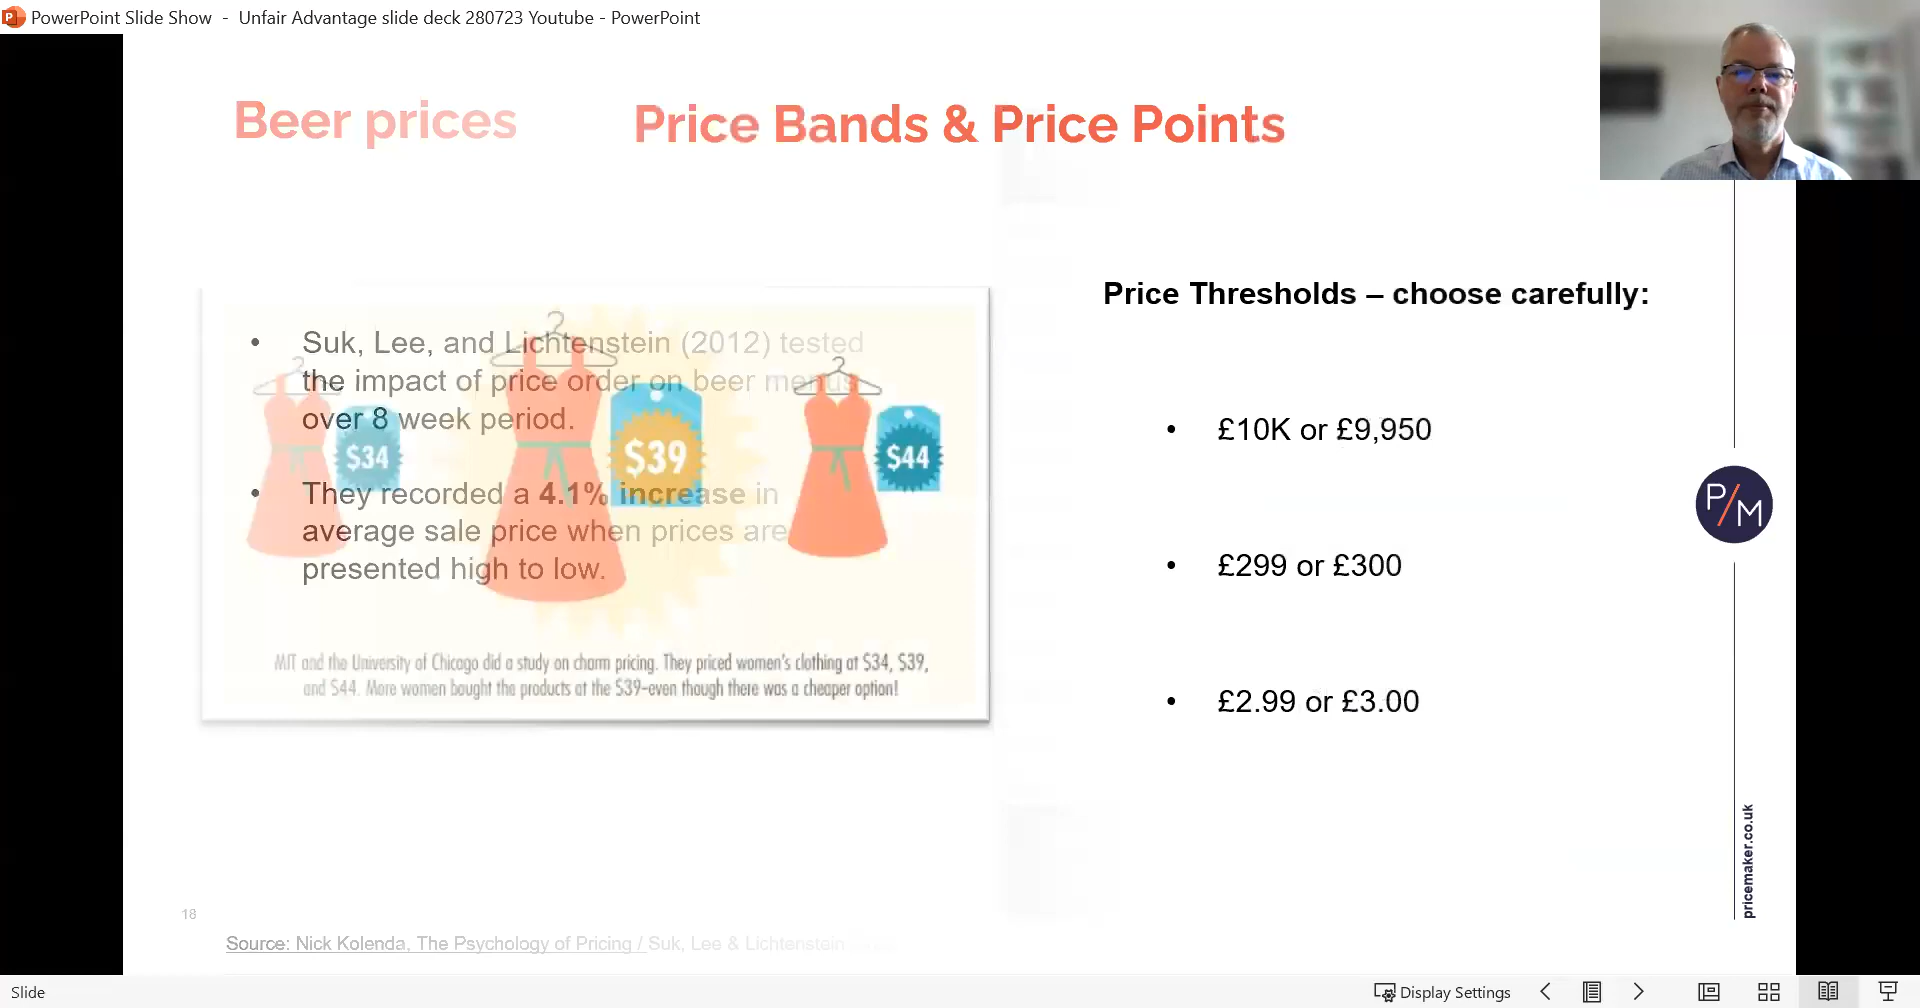 PowerPoint Slide Show - Unfair Advantage slide deck 280723 Youtube - PowerPoint
Beer prices
Price Bands & Price Points
• Suk, Lee, and Lichtenstein (2012) tested
the impact of price order on beer menus
over 8 week period.
• They recorded a 4.1% increase in
average sale price when prices are
presented high to low.
$34
$39
$44
MIT and the University of Chicago did a study on charm pricing. They priced women's clothing at $34, $39,
and $44. More women bought the products at the $39-even though there was a cheaper option!
Price Thresholds – choose carefully:
• £10K or £9,950
• £299 or £300
• £2.99 or £3.00
P/M
pricemaker.co.uk
18
Source: Nick Kolenda, The Psychology of Pricing / Suk, Lee & Lichtenstein
Slide
Display Settings